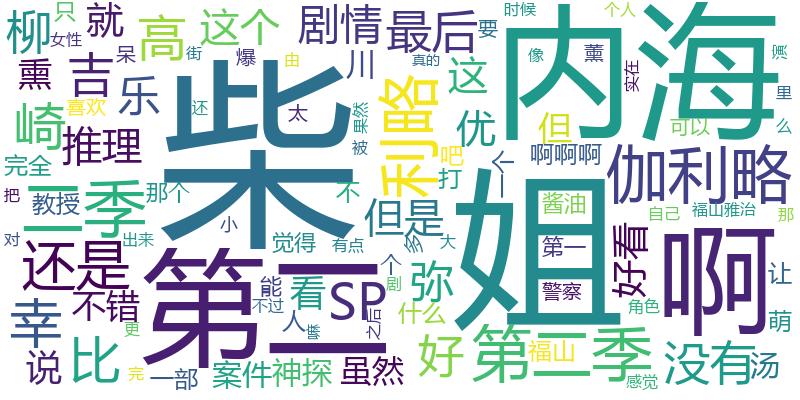 柳 只 就 这个 剧情 最后 要 时候 个人
女性 呆 高 街 爆 由 川 真的 内 海
熏 吉 乐 柴 太 这 像 薰 实在 演 里
喜欢 还 被 果然 利略 优 但 可以 么
崎 推理 吧 打 一个 啊啊啊 伽利略
完全 二季 那个 不 但是 姐 酱油 自己 福山雅治 那
把 教授 小 觉得 有点 多 大 第一 好看 啊
对 还是 出来 第二 个 弥 警察 让
幸 不错 能 看 SP 剧 角色 萌
不过 人 嘛 之后 什么
说 比 更 好 第二季 福山 没有 汤
完 一部 案件 神探 虽然 感觉